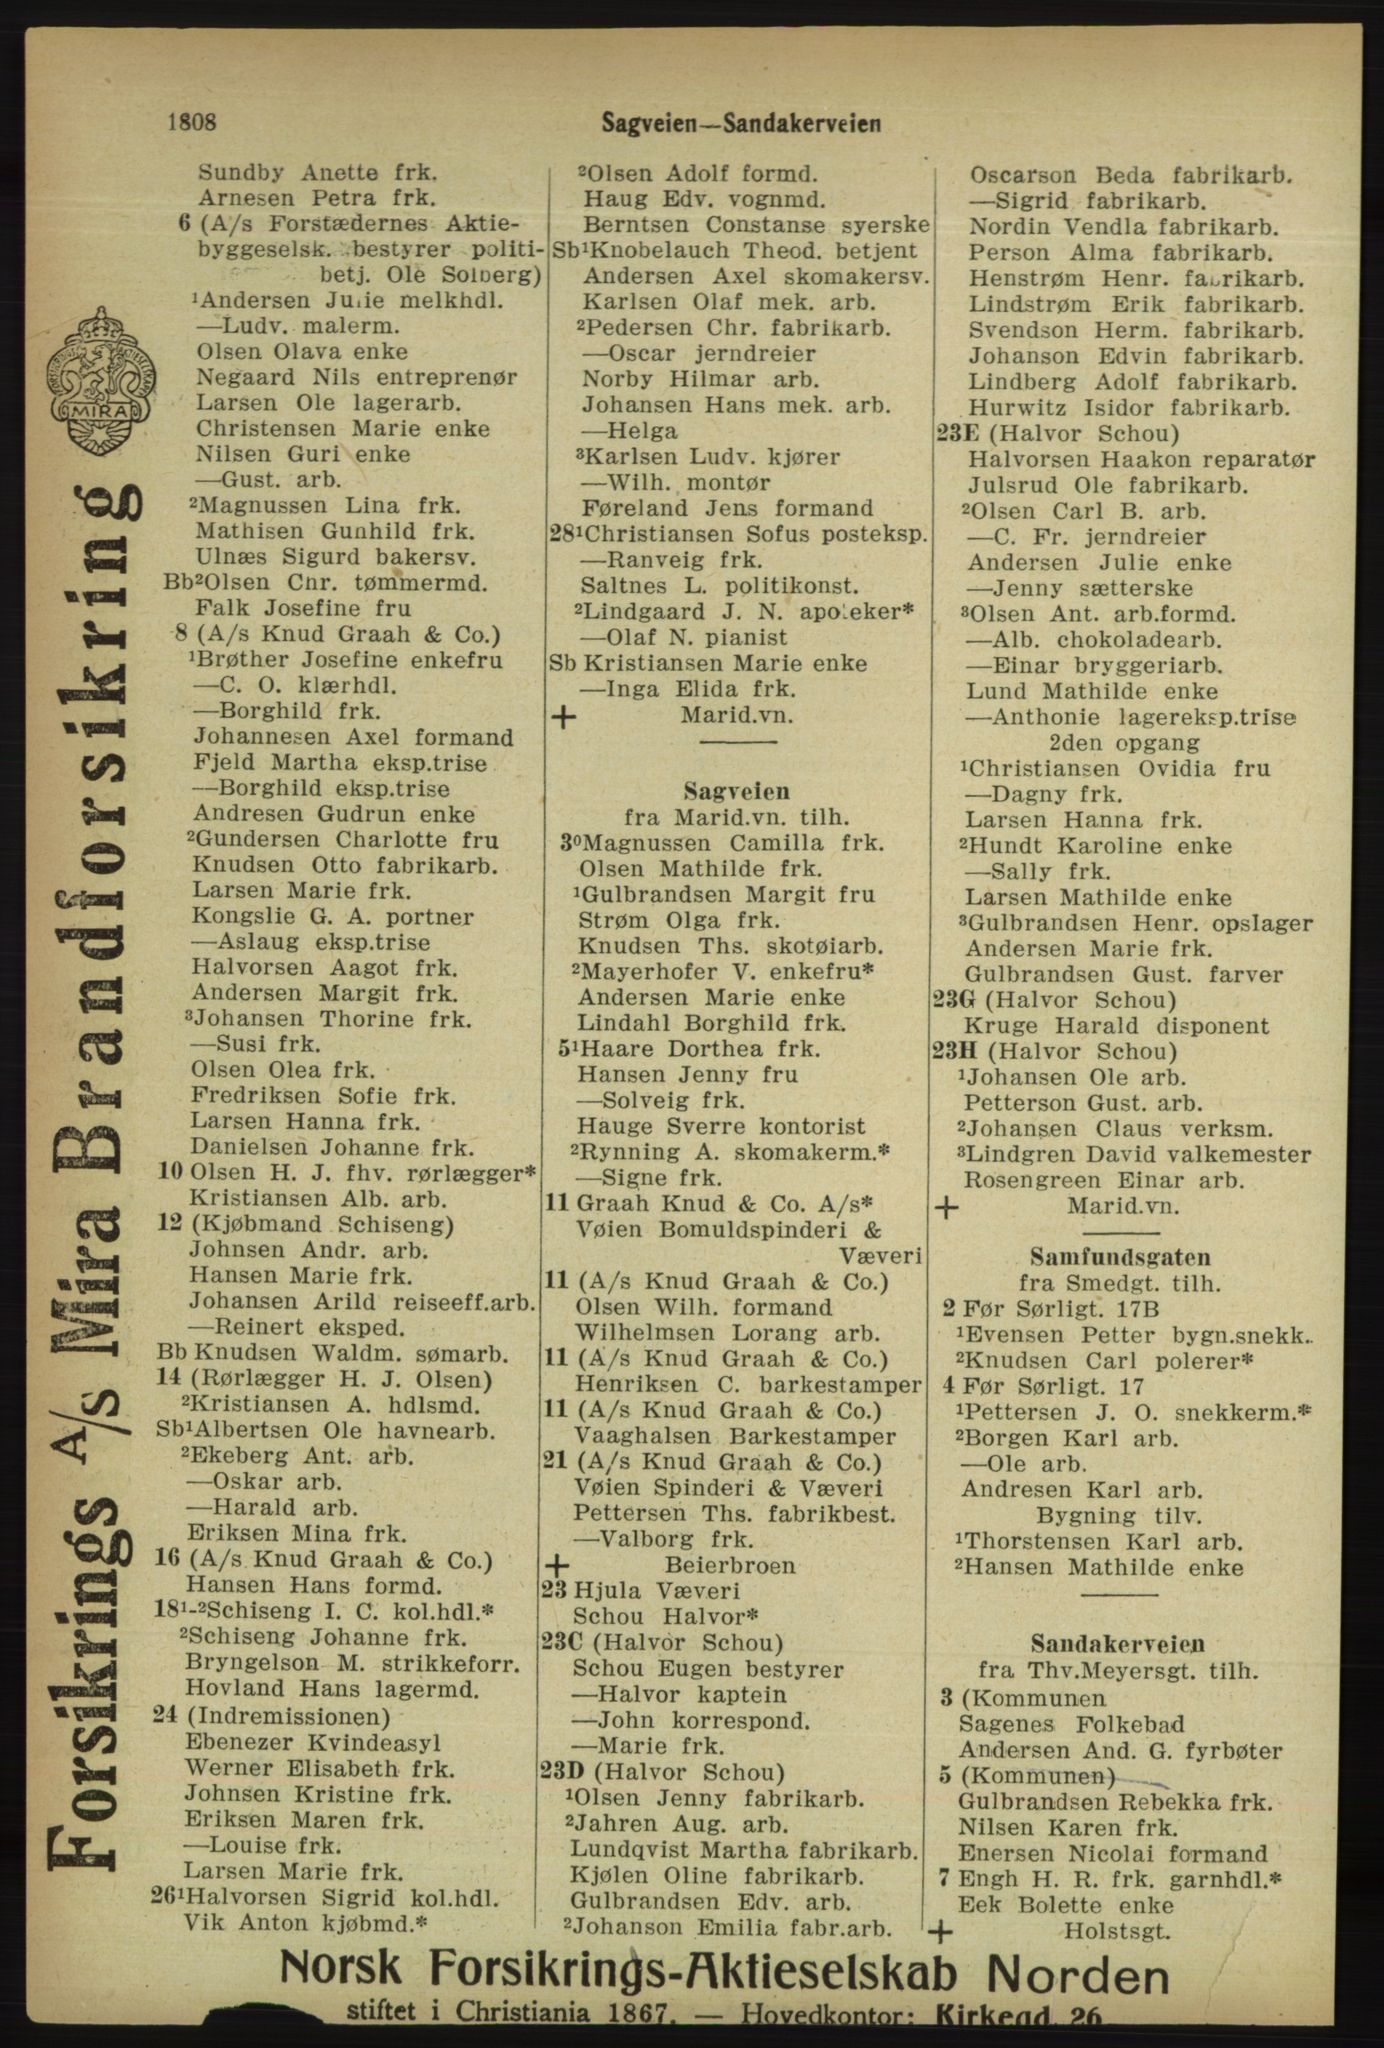 1808
Sagveien—Sandakerveien
Sundby Anette frk.
Arnesen Petra frk.
6 (A/s Forstædernes Aktie-
byggeselsk. bestyrer politi-
betj. Ole Solberg)
¹Andersen Julie melkhdl.
—Ludv. malerm.
Olsen Olava enke
Negaard Nils entreprenør
Larsen Ole lagerarb.
Christensen Marie enke
Nilsen Guri enke
—Gust. arb.
²Magnussen Lina frk.
Mathisen Gunhild frk.
Ulnæs Sigurd bakersv.
Bb²Olsen Chr. tømmermd.
Falk Josefine fru
8 (A/s Knud Graah & Co.)
¹Brøther Josefine enkefru
—C. O. klærhdl.
—Borghild frk.
Johannesen Axel formand
Fjeld Martha eksp.trise
—Borghild eksp.trise
Andresen Gudrun enke
²Gundersen Charlotte fru
Knudsen Otto fabrikarb.
Larsen Marie frk.
Kongslie G. A. portner
—Aslaug eksp.trise
Halvorsen Aagot frk.
Andersen Margit frk.
³Johansen Thorine frk.
—Susi frk.
Olsen Olea frk.
Fredriksen Sofie frk.
Larsen Hanna frk.
Danielsen Johanne frk.
10 Olsen H. J. fhv. rørlægger*
Kristiansen Alb. arb.
12 (Kjøbmand Schiseng)
Johnsen Andr. arb.
Hansen Marie frk.
Johansen Arild reiseeff.arb.
—Reinert eksped.
Bb Knudsen Waldm. sømarb.
14 (Rørlægger H. J. Olsen)
²Kristiansen A. hdlsmd.
Sb¹Albertsen Ole havnearb.
²Ekeberg Ant. arb.
—Oskar arb.
—Harald arb.
Eriksen Mina frk.
16 (A/s Knud Graah & Co.)
Hansen Hans formd.
18¹-²Schiseng I. C. kol.hdl.*
²Schiseng Johanne frk.
Bryngelson M. strikkeforr.
Hovland Hans lagermd.
24 (Indremissionen)
Ebenezer Kvindeasyl
Werner Elisabeth frk.
Johnsen Kristine frk.
Eriksen Maren frk.
—Louise frk.
Larsen Marie frk.
26¹Halvorsen Sigrid kol.hdl.
Vik Anton kjøbmd.*
²Olsen Adolf formd.
Haug Edv. vognmd.
Berntsen Constanse syerske
Sb¹Knobelauch Theod. betjent
Andersen Axel skomakersv.
Karlsen Olaf mek. arb.
²Pedersen Chr. fabrikarb.
—Oscar jerndreier
Norby Hilmar arb.
Johansen Hans mek. arb.
—Helga
³Karlsen Ludv. kjører
—Wilh. montør
Føreland Jens formand
28¹Christiansen Sofus posteksp.
—Ranveig frk.
Saltnes L. politikonst.
²Lindgaard J. N. apoteker*
—Olaf N. pianist
Sb Kristiansen Marie enke
—Inga Elida frk.
+ Marid.vn.
Sagveien
fra Marid.vn. tilh.
3⁰Magnussen Camilla frk.
Olsen Mathilde frk.
¹Gulbrandsen Margit fru
Strøm Olga frk.
Knudsen Ths. skotøiarb.
²Mayerhofer V. enkefru*
Andersen Marie enke
Lindahl Borghild frk.
5¹Haare Dorthea frk.
Hansen Jenny fru
—Solveig frk.
Hauge Sverre kontorist
²Rynning A. skomakerm.*
—Signe frk.
11 Graah Knud & Co. A/s*
Vøien Bomuldspinderi &
Væveri
11 (A/s Knud Graah & Co.)
Olsen Wilh. formand
Wilhelmsen Lorang arb.
11 (A/s Knud Graah & Co.)
Henriksen C. barkestamper
11 (A/s Knud Graah & Co.)
Vaaghalsen Barkestamper
21 (A/s Knud Graah & Co.)
Vøien Spinderi & Væveri
Pettersen Ths. fabrikbest.
—Valborg frk.
+ Beierbroen
23 Hjula Væveri
Schou Halvor*
23C (Halvor Schou)
Schou Eugen bestyrer
—Halvor kaptein
—John korrespond.
—Marie frk.
23D (Halvor Schou)
¹Olsen Jenny fabrikarb.
²Jahren Aug. arb.
Lundqvist Martha fabrikarb.
Kjølen Oline fabrikarb.
Gulbrandsen Edv. arb.
²Johanson Emilia fabr.arb.
Oscarson Beda fabrikarb.
—Sigrid fabrikarb.
Nordin Vendla fabrikarb.
Person Alma fabrikarb.
Henstrøm Henr. fabrikarb.
Lindstrøm Erik fabrikarb.
Svendson Herm. fabrikarb.
Johanson Edvin fabrikarb.
Lindberg Adolf fabrikarb.
Hurwitz Isidor fabrikarb.
23E (Halvor Schou)
Halvorsen Haakon reparatør
Julsrud Ole fabrikarb.
²Olsen Carl B. arb.
—C. Fr. jerndreier
Andersen Julie enke
—Jenny sætterske
³Olsen Ant. arb.formd.
—Alb. chokoladearb.
—Einar bryggeriarb.
Lund Mathilde enke
—Anthonie lagereksp.trise
2den opgang
¹Christiansen Ovidia fru
—Dagny frk.
Larsen Hanna frk.
²Hundt Karoline enke
—Sally frk.
Larsen Mathilde enke
³Gulbrandsen Henr. opslager
Andersen Marie frk.
Gulbrandsen Gust. farver
23G (Halvor Schou)
Kruge Harald disponent
23H (Halvor Schou)
¹Johansen Ole arb.
Petterson Gust. arb.
²Johansen Claus verksm.
³Lindgren David valkemester
Rosengreen Einar arb.
+ Marid.vn.
Samfundsgaten
fra Smedgt. tilh.
2 Før Sørligt. 17B
¹Evensen Petter bygn.snekk.
²Knudsen Carl polerer*
4 Før Sørligt. 17
¹Pettersen J. O. snekkerm.*
²Borgen Karl arb.
—Ole arb.
Andresen Karl arb.
Bygning tilv.
¹Thorstensen Karl arb.
²Hansen Mathilde enke
Sandakerveien
fra Thv.Meyersgt. tilh.
3 (Kommunen
Sagenes Folkebad
Andersen And. G. fyrbøter
5 (Kommunen)
Gulbrandsen Rebekka frk.
Nilsen Karen frk.
Enersen Nicolai formand
7 Engh H. R. frk. garnhdl.*
Eek Bolette enke
+ Holstsgt.
Forsikrings A/s Mira Brandforsikring
MIRA
Norsk Forsikrings-Aktieselskab Norden
stiftet i Christiania 1867. — Hovedkontor: Kirkegd. 26